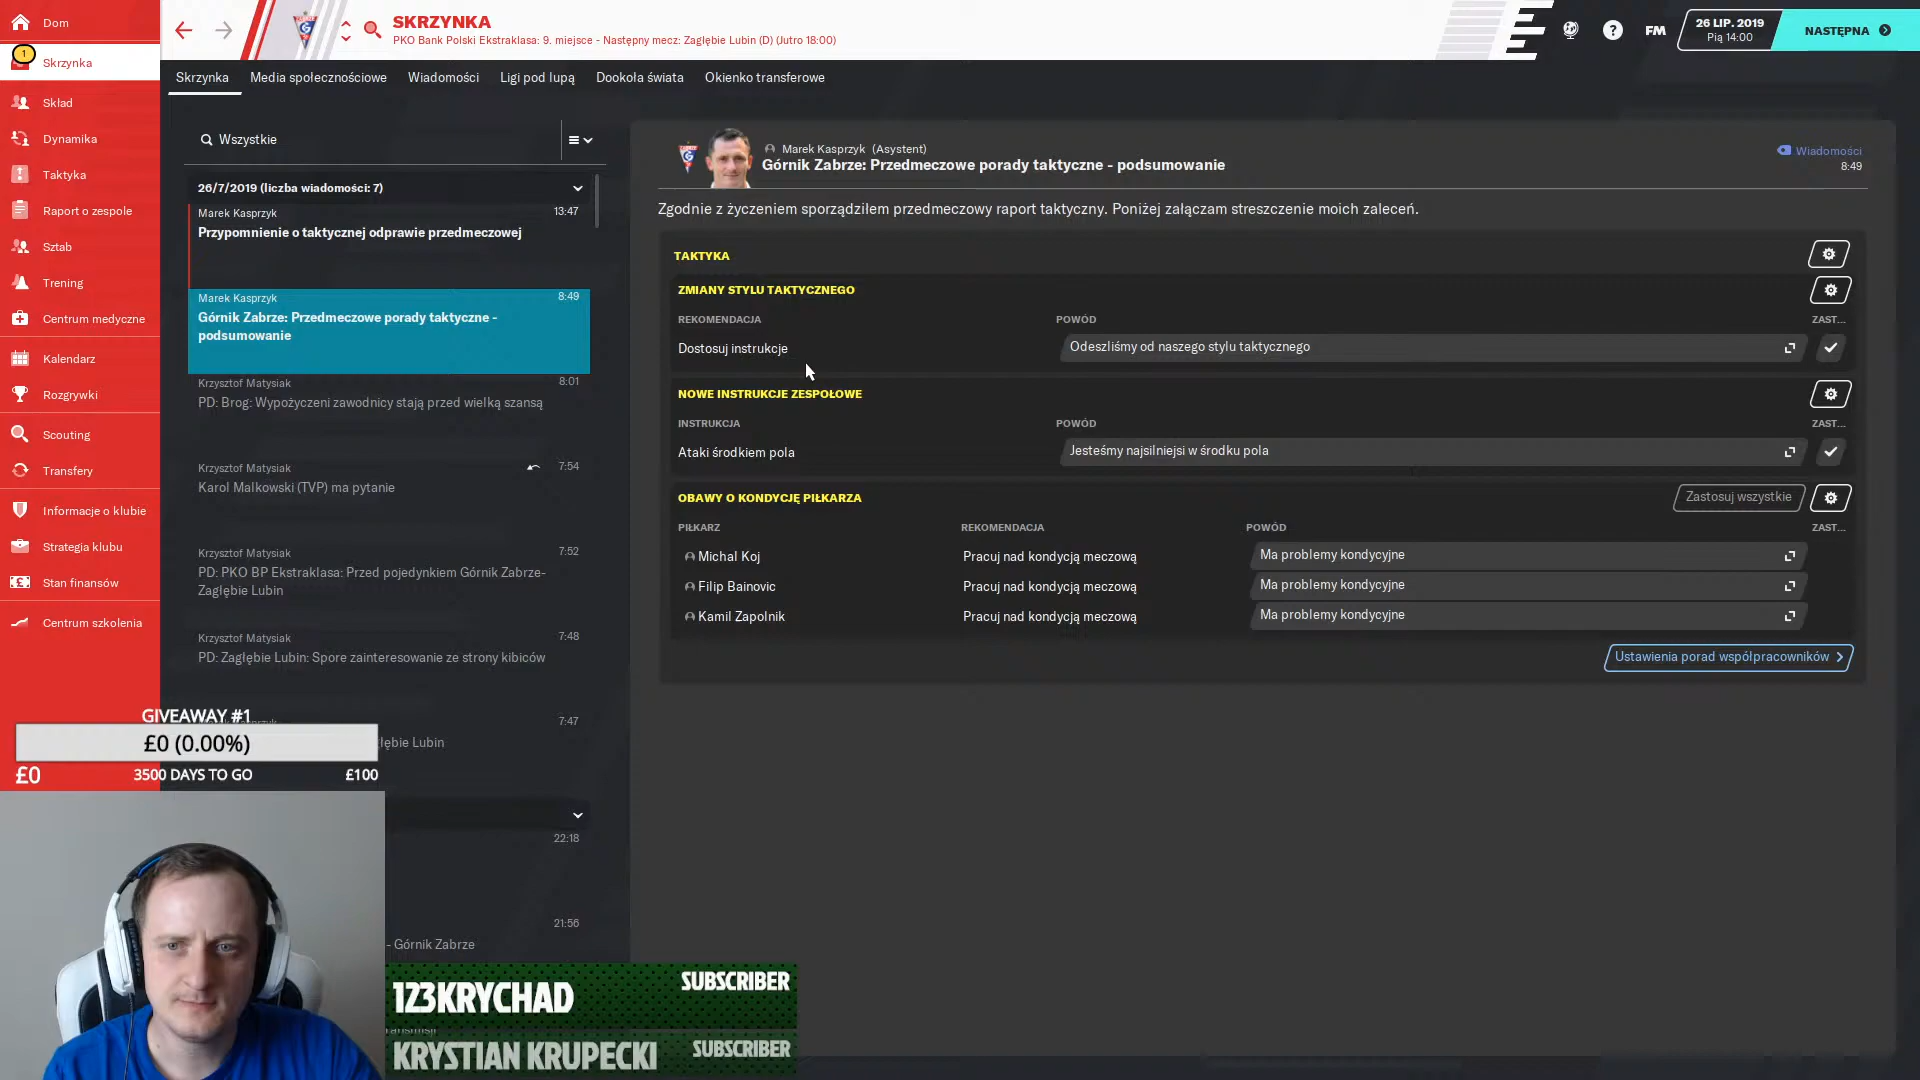 Dom
1
Skrzynka
Skład
Dynamika
Taktyka
Raport o zespole
Sztab
Trening
Centrum medyczne
Kalendarz
Rozgrywki
Scouting
Transfery
Informacje o klubie
Strategia klubu
Stan finansów
Centrum szkolenia
SKRZYNKA
PKO Bank Polski Ekstraklasa: 9. miejsce - Następny mecz: Zagłębie Lubin (D) (Jutro 18:00)
FM
26 LIP. 2019
Pią 14:00
NASTĘPNA
Skrzynka
Media społecznościowe
Wiadomości
Ligi pod lupą
Dookoła świata
Okienko transferowe
Wszystkie
26/7/2019 (liczba wiadomości: 7)
Marek Kasprzyk 13:47
Przypomnienie o taktycznej odprawie przedmeczowej
Marek Kasprzyk 8:49
Górnik Zabrze: Przedmeczowe porady taktyczne -
podsumowanie
Krzysztof Matysiak 8:01
PD: Brog: Wypożyczeni zawodnicy stają przed wielką szansą
Krzysztof Matysiak 7:54
Karol Malkowski (TVP) ma pytanie
Krzysztof Matysiak 7:52
PD: PKO BP Ekstraklasa: Przed pojedynkiem Górnik Zabrze-
Zagłębie Lubin
Krzysztof Matysiak 7:48
PD: Zagłębie Lubin: Spore zainteresowanie ze strony kibiców
7:47
Lubin
22:18
21:56
- Górnik Zabrze
Marek Kasprzyk (Asystent)
Górnik Zabrze: Przedmeczowe porady taktyczne - podsumowanie
Wiadomości
8:49
Zgodnie z życzeniem sporządziłem przedmeczowy raport taktyczny. Poniżej załączam streszczenie moich zaleceń.
TAKTYKA
ZMIANY STYLU TAKTYCZNEGO
REKOMENDACJA POWÓD ZAST...
Dostosuj instrukcje Odeszliśmy od naszego stylu taktycznego
NOWE INSTRUKCJE ZESPOŁOWE
INSTRUKCJA POWÓD ZAST...
Ataki środkiem pola Jesteśmy najsilniejsi w środku pola
OBAWY O KONDYCJĘ PIŁKARZA Zastosuj wszystkie
PIŁKARZ REKOMENDACJA POWÓD ZAST...
Michal Koj Pracuj nad kondycją meczową Ma problemy kondycyjne
Filip Bainovic Pracuj nad kondycją meczową Ma problemy kondycyjne
Kamil Zapolnik Pracuj nad kondycją meczową Ma problemy kondycyjne
Ustawienia porad współpracowników
GIVEAWAY #1
£0 (0.00%)
£0 3500 DAYS TO GO £100
123KRYCHAD SUBSCRIBER
KRYSTIAN KRUPECKI SUBSCRIBER